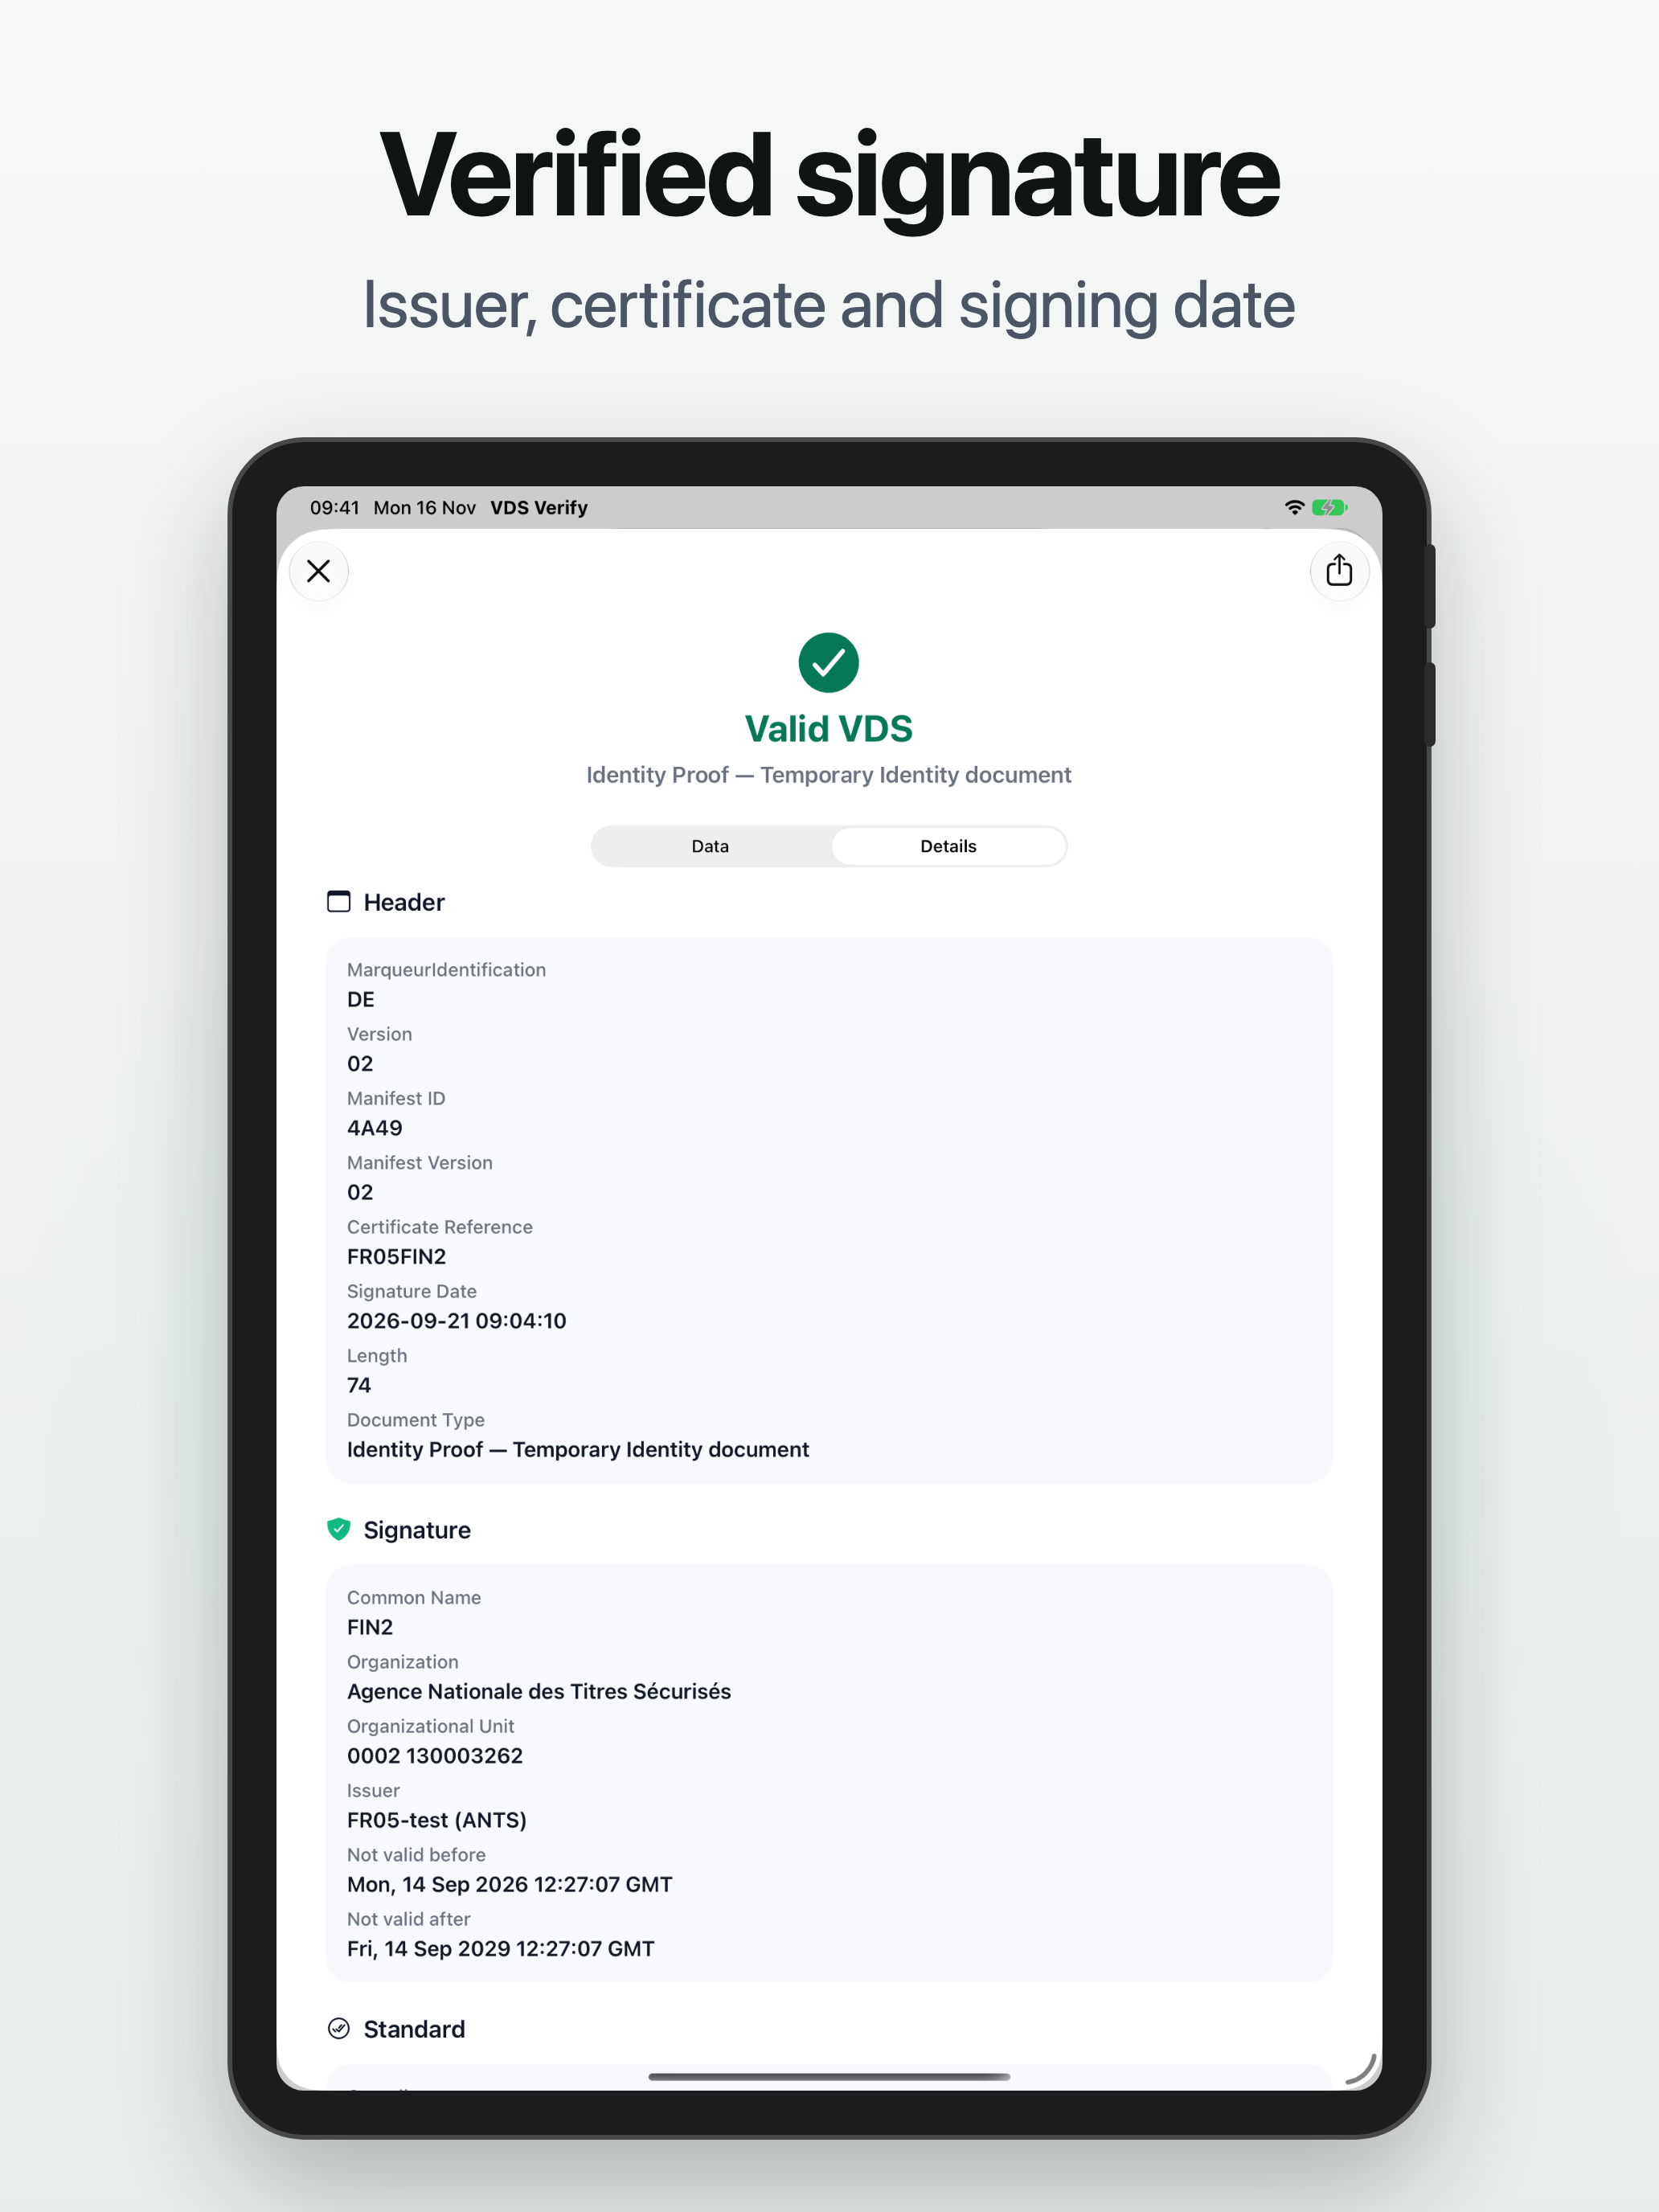 Verified signature
Issuer, certificate and signing date
09:41 Mon 16 Nov VDS Verify
Valid VDS
Identity Proof — Temporary Identity document
Data Details
Header
MarqueurIdentification
DE
Version
02
Manifest ID
4A49
Manifest Version
02
Certificate Reference
FR05FIN2
Signature Date
2026-09-21 09:04:10
Length
74
Document Type
Identity Proof — Temporary Identity document
Signature
Common Name
FIN2
Organization
Agence Nationale des Titres Sécurisés
Organizational Unit
0002 130003262
Issuer
FR05-test (ANTS)
Not valid before
Mon, 14 Sep 2026 12:27:07 GMT
Not valid after
Fri, 14 Sep 2029 12:27:07 GMT
Standard